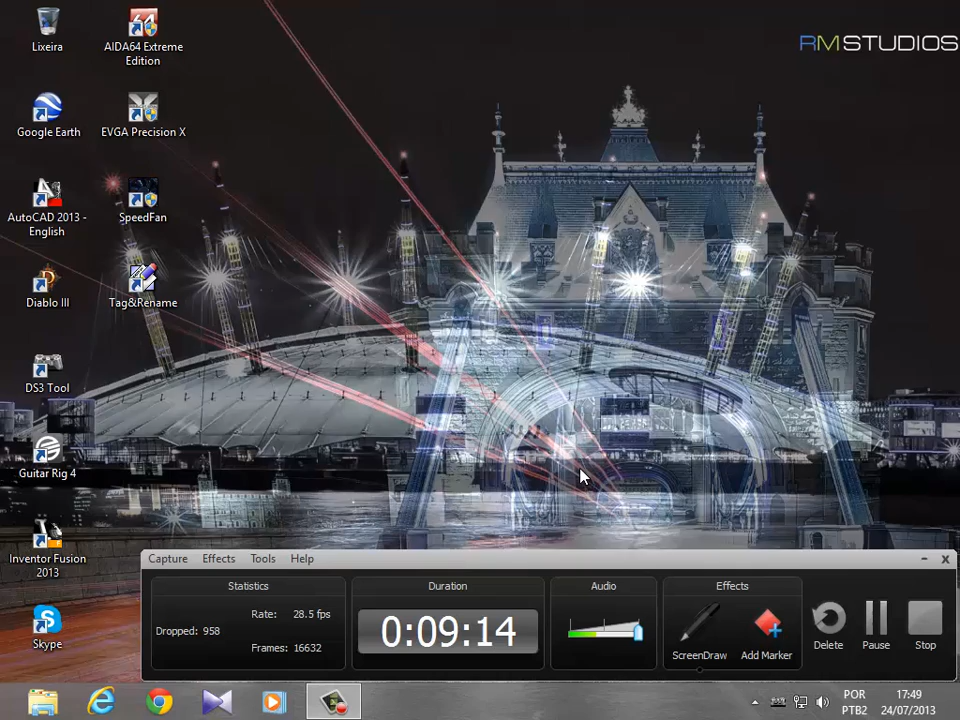 Lixeira
AIDA64 Extreme
Edition
RMSTUDIOS
Google Earth
EVGA Precision X
AutoCAD 2013 -
English
SpeedFan
Diablo III
Tag&Rename
DS3 Tool
Guitar Rig 4
Inventor Fusion
2013
Skype
Capture Effects Tools Help
Statistics
Rate: 28.5 fps
Dropped: 958
Frames: 16632
Duration
0:09:14
Audio
Effects
ScreenDraw
Add Marker
Delete
Pause
Stop
POR
PTB2
17:49
24/07/2013